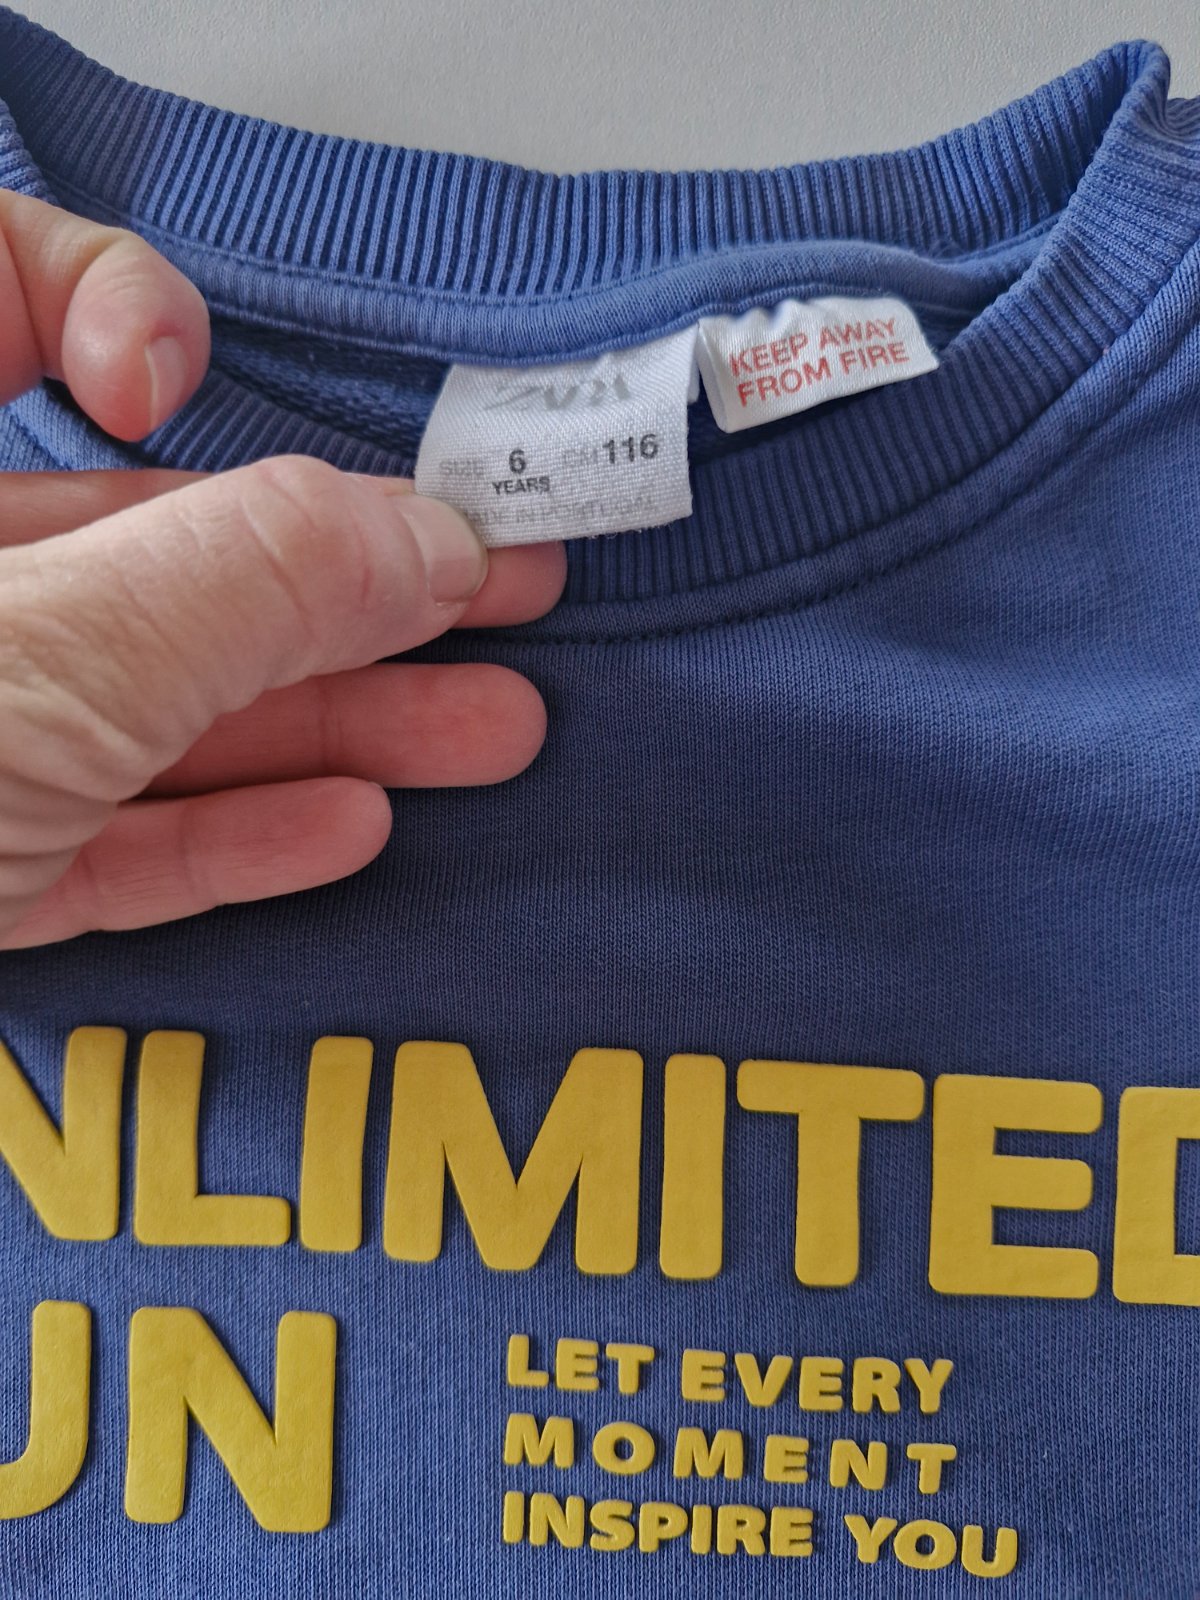 KEEP AWAY
FROM FIRE
SIZE 6 YEARS CM 116
MADE IN PORTUGAL
NLIMITED
UN
LET EVERY
MOMENT
INSPIRE YOU